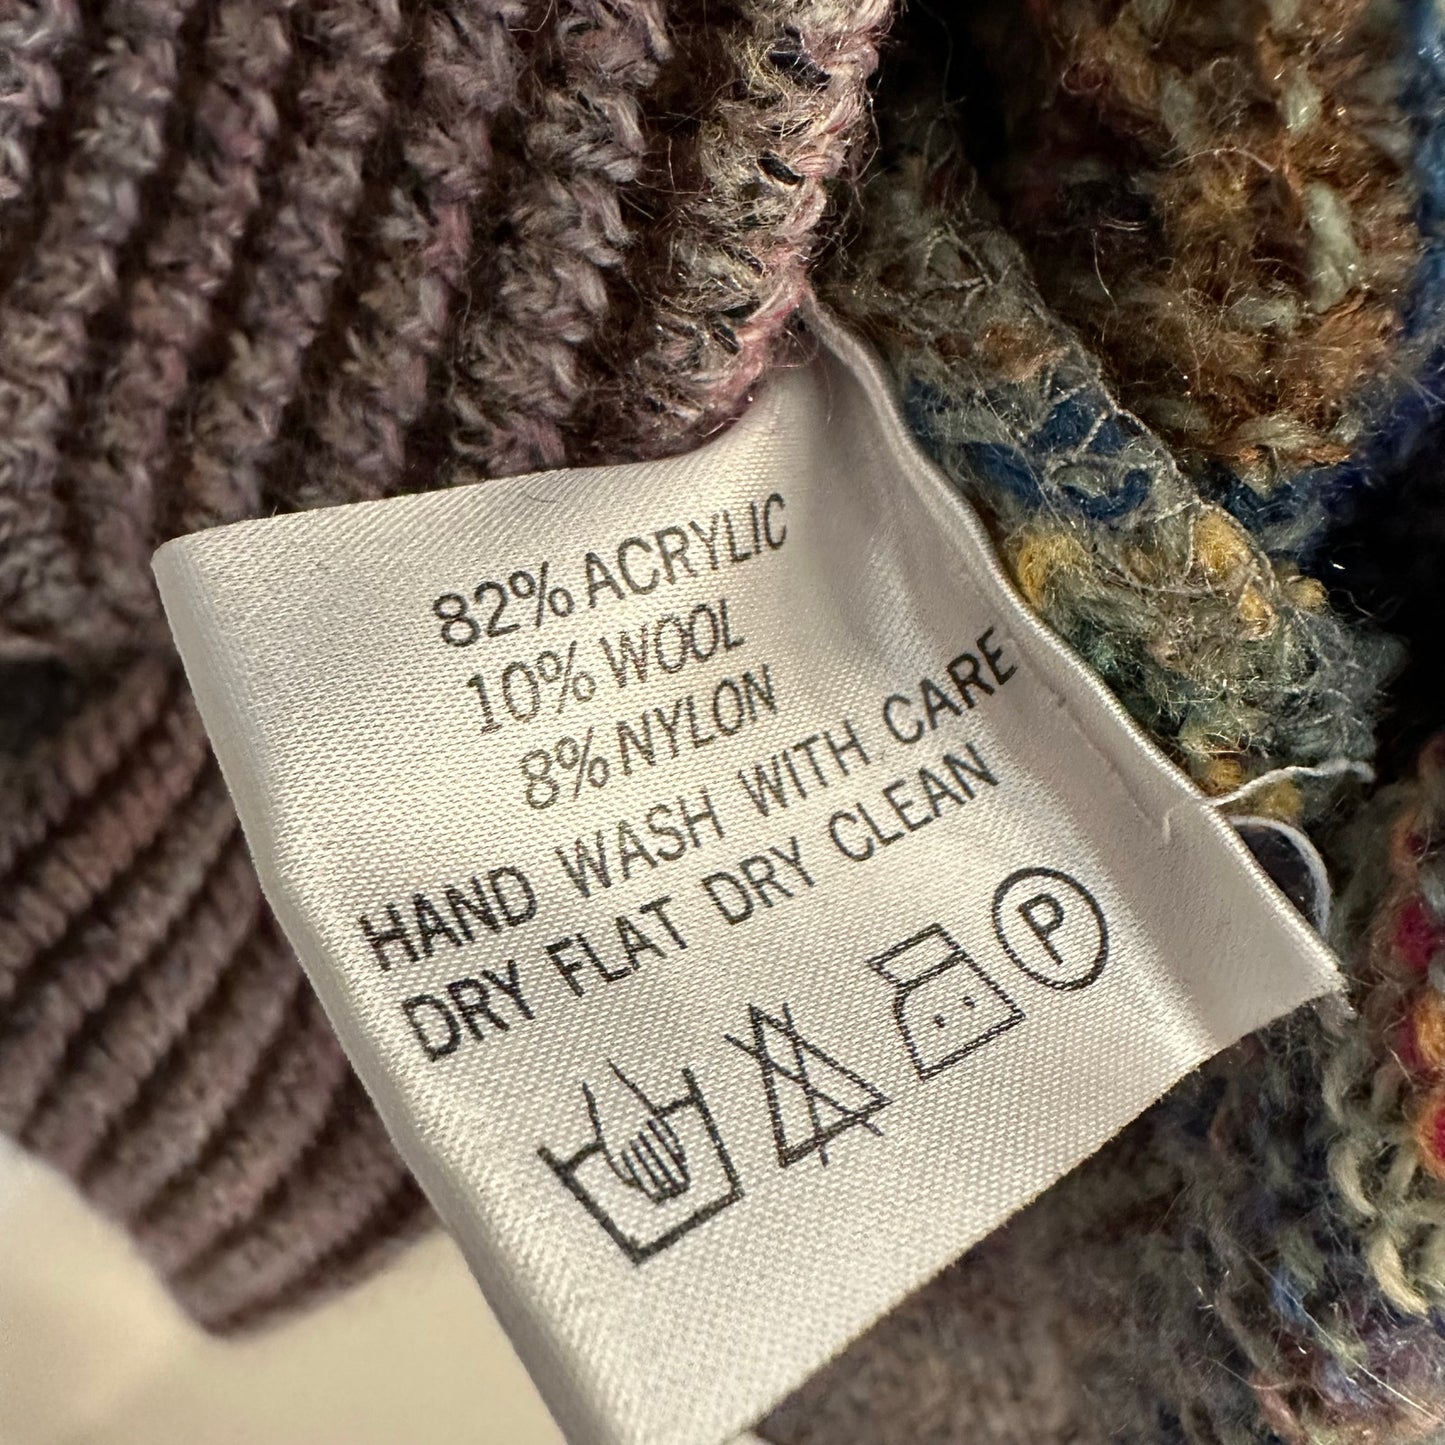 82% ACRYLIC
10% WOOL
8% NYLON
HAND WASH WITH CARE
DRY FLAT DRY CLEAN
P